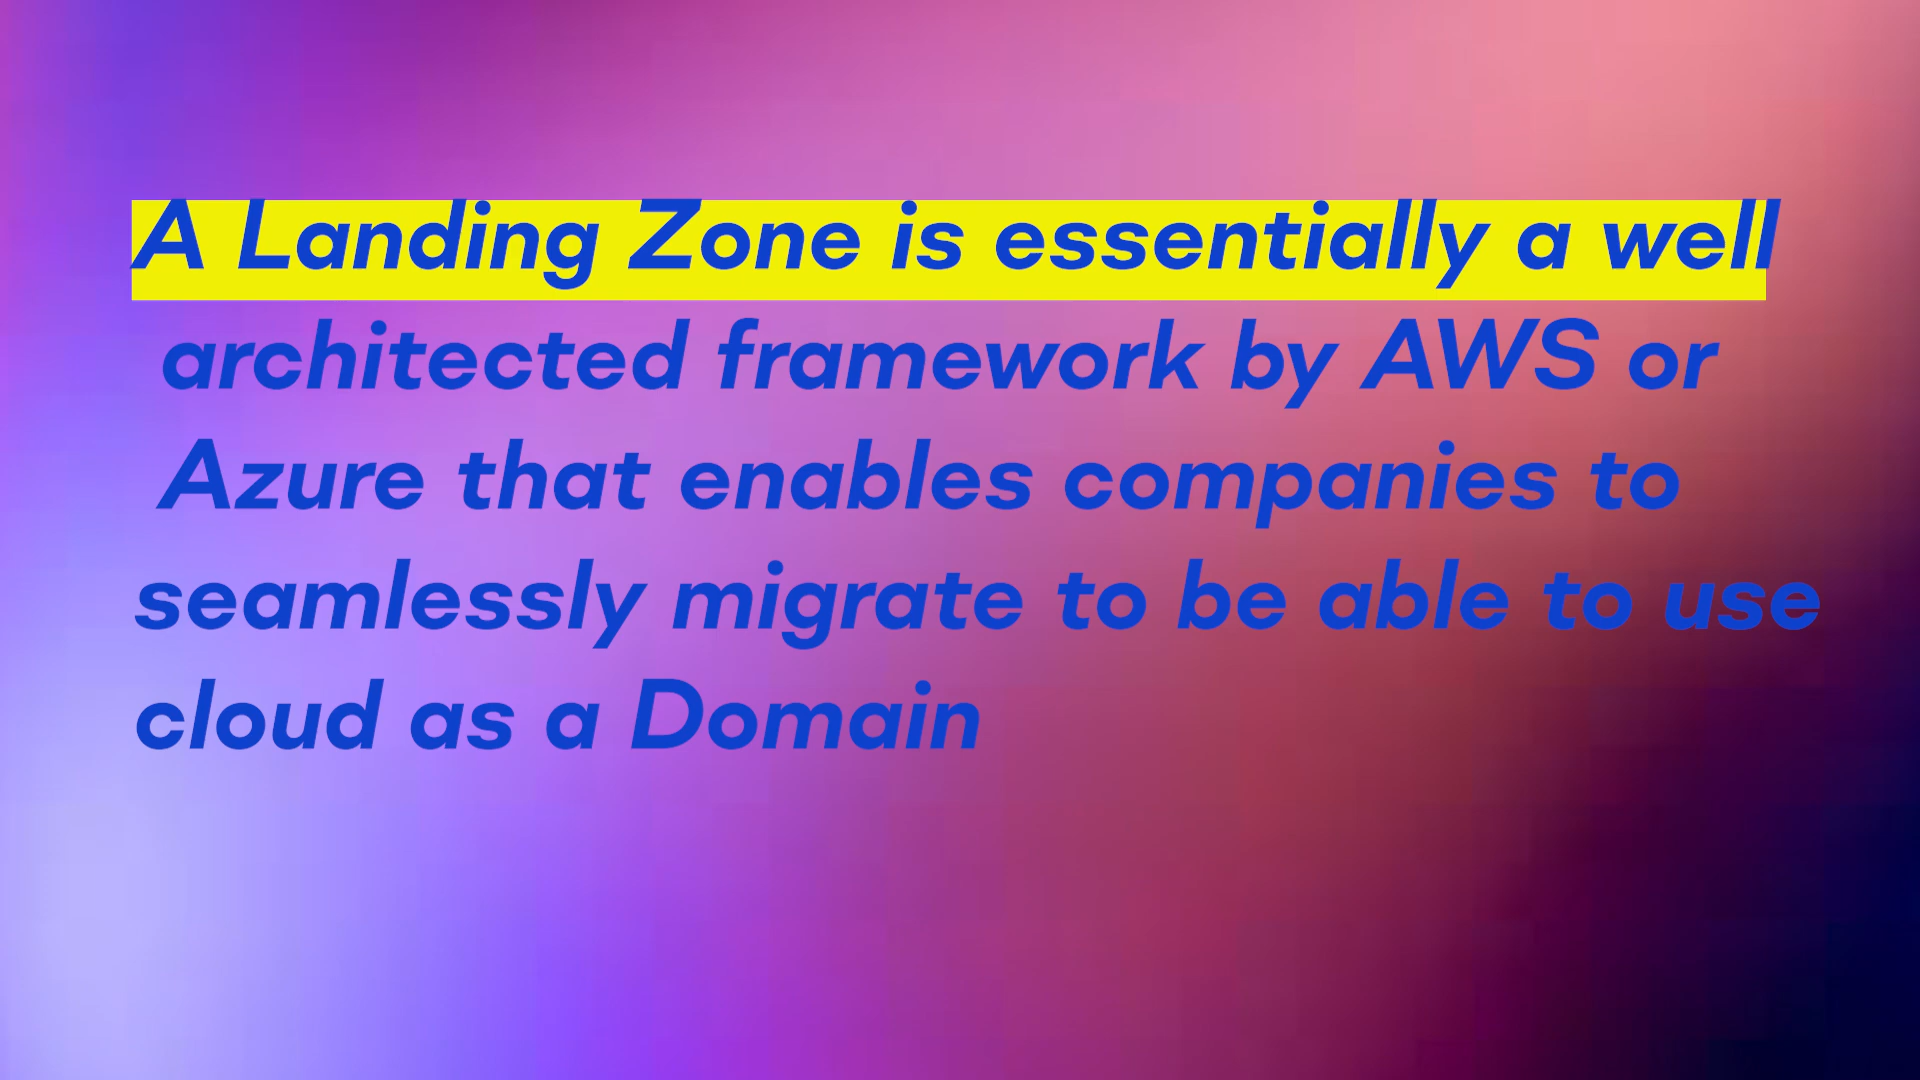 A Landing Zone is essentially a well
architected framework by AWS or
Azure that enables companies to
seamlessly migrate to be able to use
cloud as a Domain